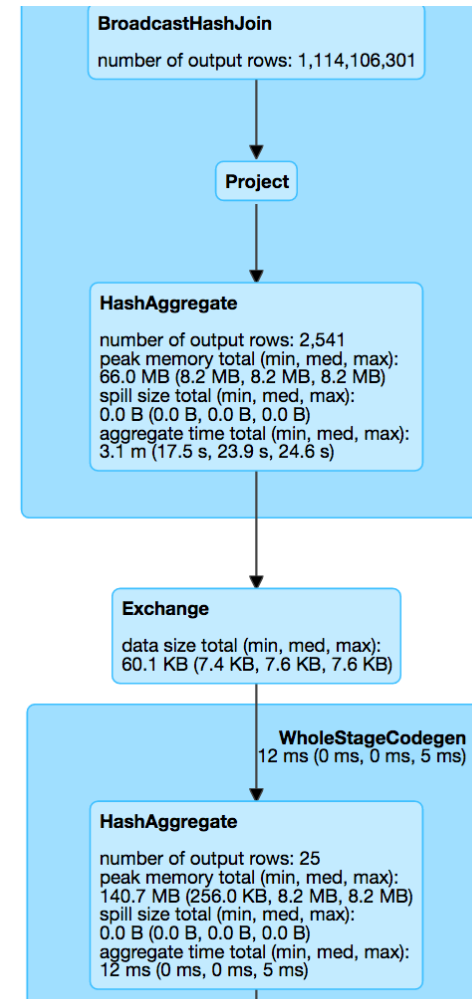 BroadcastHashJoin
number of output rows: 1,114,106,301
Project
HashAggregate
number of output rows: 2,541
peak memory total (min, med, max):
66.0 MB (8.2 MB, 8.2 MB, 8.2 MB)
spill size total (min, med, max):
0.0 B (0.0 B, 0.0 B, 0.0 B)
aggregate time total (min, med, max):
3.1 m (17.5 s, 23.9 s, 24.6 s)
Exchange
data size total (min, med, max):
60.1 KB (7.4 KB, 7.6 KB, 7.6 KB)
WholeStageCodegen
12 ms (0 ms, 0 ms, 5 ms)
HashAggregate
number of output rows: 25
peak memory total (min, med, max):
140.7 MB (256.0 KB, 8.2 MB, 8.2 MB)
spill size total (min, med, max):
0.0 B (0.0 B, 0.0 B, 0.0 B)
aggregate time total (min, med, max):
12 ms (0 ms, 0 ms, 5 ms)